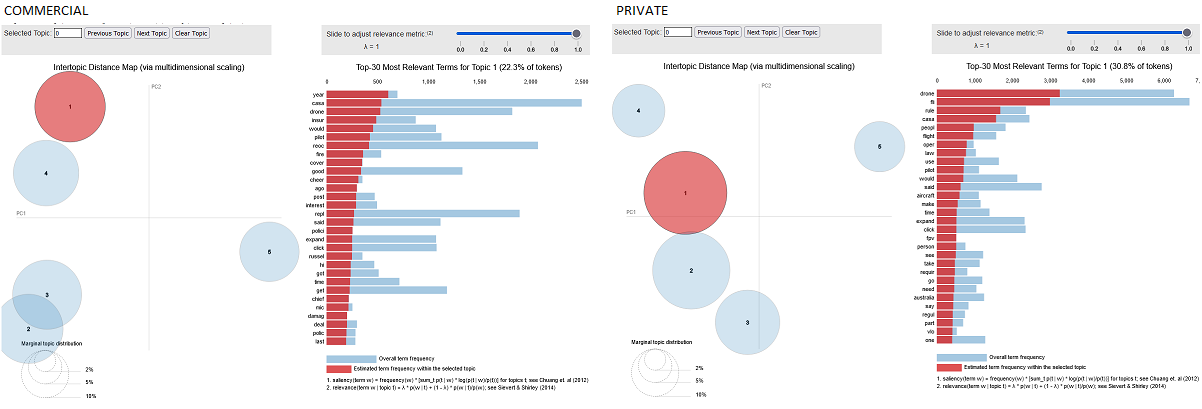 COMMERCIAL
Selected Topic: 0 Previous Topic Next Topic Clear Topic
Slide to adjust relevance metric:(2)
λ = 1
0.0 0.2 0.4 0.6 0.8 1.0
Intertopic Distance Map (via multidimensional scaling)
PC2
PC1
1
4
5
3
2
Marginal topic distribution
2%
5%
10%
Top-30 Most Relevant Terms for Topic 1 (22.3% of tokens)
0 500 1,000 1,500 2,000 2,500
year
casa
drone
insur
would
pilot
reoc
fire
cover
good
cheer
ago
post
interest
repl
said
polici
expand
click
russel
hi
got
time
get
chief
mic
damag
deal
polic
last
Overall term frequency
Estimated term frequency within the selected topic
1. saliency(term w) = frequency(w) * [sum_t p(t | w) * log(p(t | w)/p(t))] for topics t; see Chuang et. al (2012)
2. relevance(term w | topic t) = λ * p(w | t) + (1 - λ) * p(w | t)/p(w); see Sievert & Shirley (2014)
PRIVATE
Selected Topic: 0 Previous Topic Next Topic Clear Topic
Slide to adjust relevance metric:(2)
λ = 1
0.0 0.2 0.4 0.6 0.8 1.0
Intertopic Distance Map (via multidimensional scaling)
PC2
PC1
4
5
1
2
3
Marginal topic distribution
2%
5%
10%
Top-30 Most Relevant Terms for Topic 1 (30.8% of tokens)
0 1,000 2,000 3,000 4,000 5,000 6,000 7,
drone
fli
rule
casa
peopl
flight
oper
law
use
pilot
would
said
aircraft
make
time
expand
click
fpv
person
see
take
requir
go
need
australia
say
regul
part
vlo
one
Overall term frequency
Estimated term frequency within the selected topic
1. saliency(term w) = frequency(w) * [sum_t p(t | w) * log(p(t | w)/p(t))] for topics t; see Chuang et. al (2012)
2. relevance(term w | topic t) = λ * p(w | t) + (1 - λ) * p(w | t)/p(w); see Sievert & Shirley (2014)